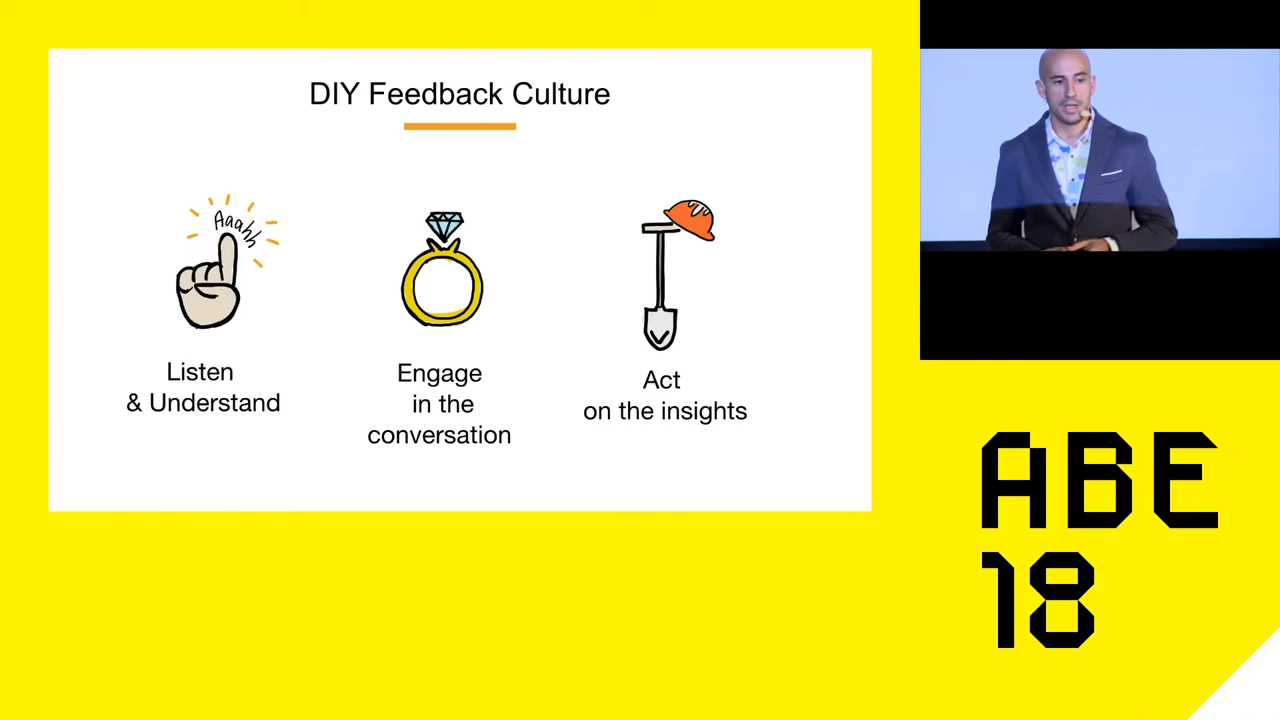 DIY Feedback Culture
Aaahh
Listen
& Understand
Engage
in the
conversation
Act
on the insights
ABE
18